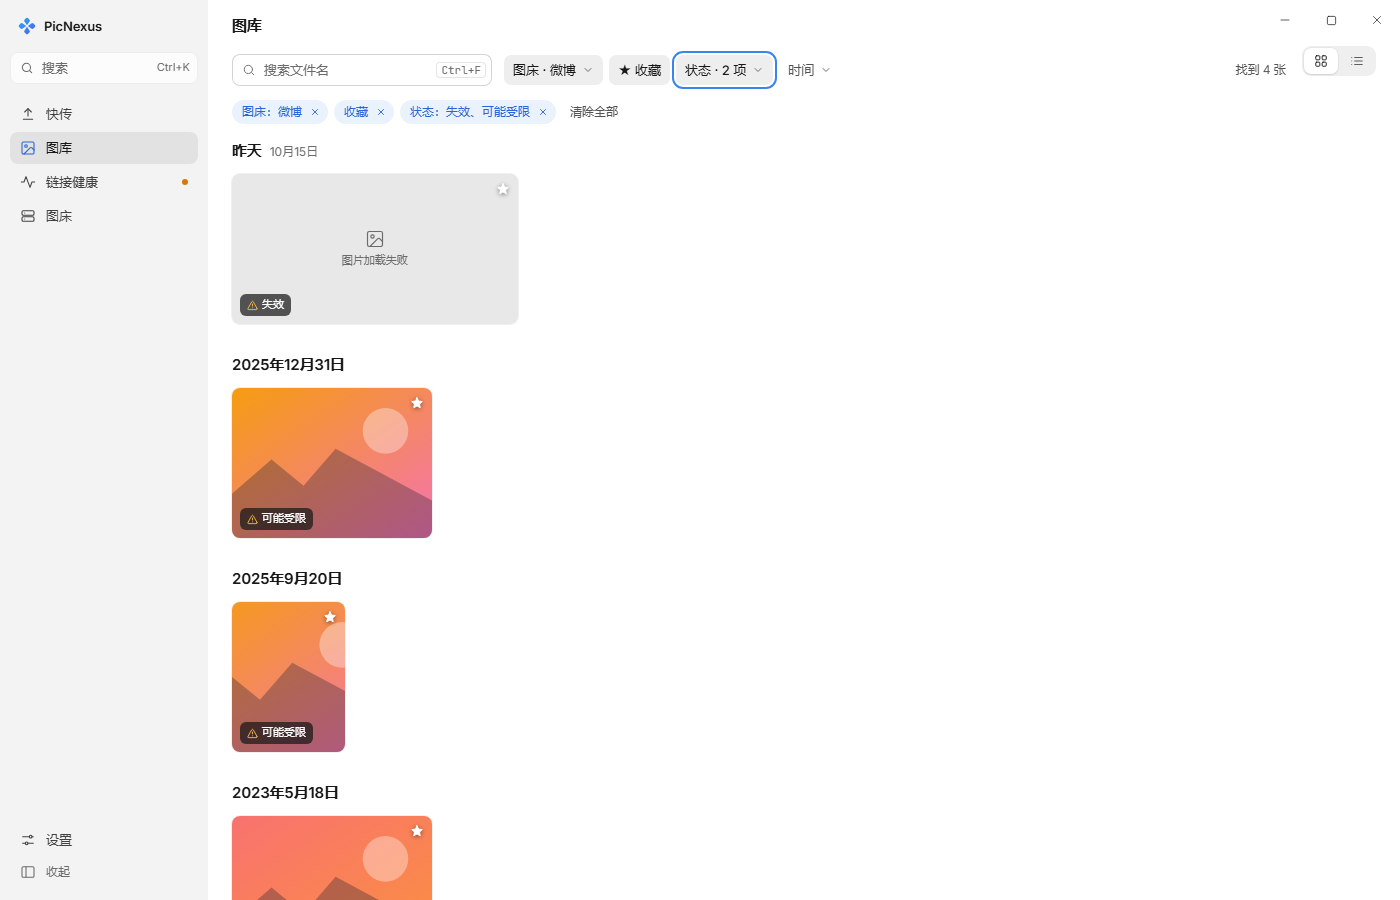 PicNexus
搜索 Ctrl+K
快传
图库
链接健康
图床
设置
收起
图库
搜索文件名 Ctrl+F
图床 · 微博
★ 收藏
状态 · 2 项
时间
找到 4 张
图床：微博 ×
收藏 ×
状态：失效、可能受限 ×
清除全部
昨天 10月15日
图片加载失败
失效
2025年12月31日
可能受限
2025年9月20日
可能受限
2023年5月18日